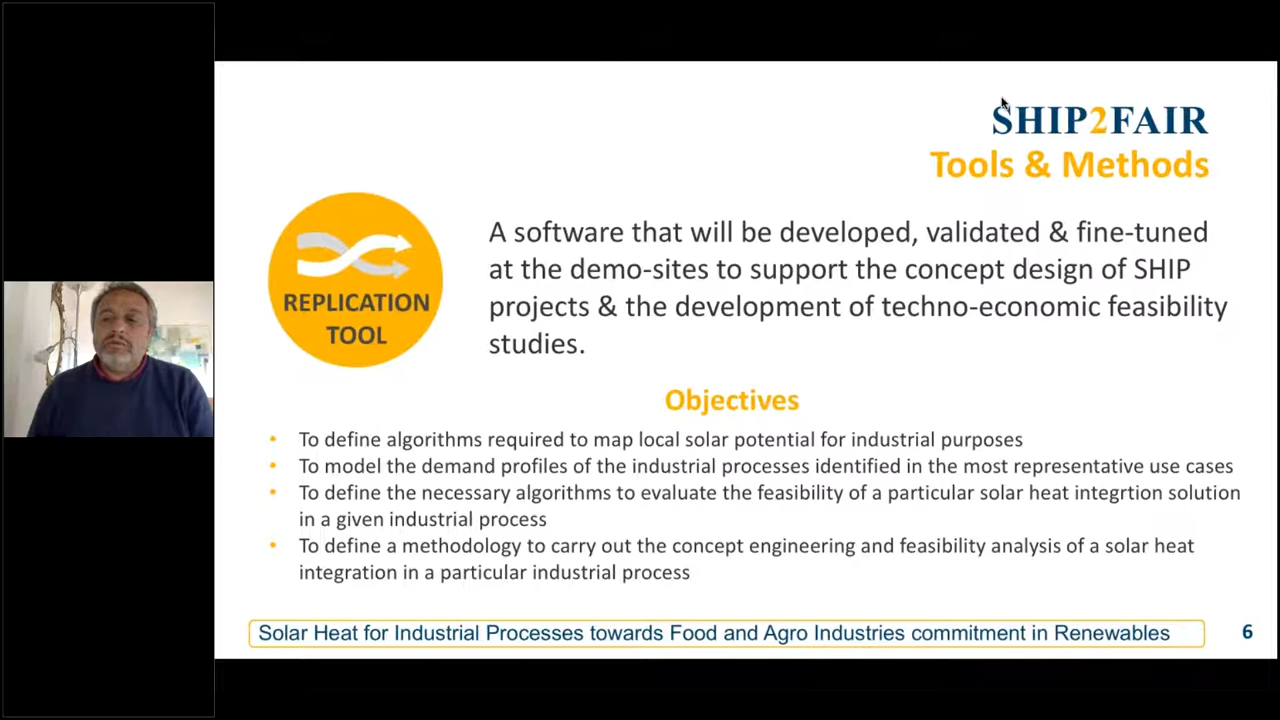 SHIP2FAIR
Tools & Methods
REPLICATION
TOOL
A software that will be developed, validated & fine-tuned
at the demo-sites to support the concept design of SHIP
projects & the development of techno-economic feasibility
studies.
Objectives
• To define algorithms required to map local solar potential for industrial purposes
• To model the demand profiles of the industrial processes identified in the most representative use cases
• To define the necessary algorithms to evaluate the feasibility of a particular solar heat integrtion solution
in a given industrial process
• To define a methodology to carry out the concept engineering and feasibility analysis of a solar heat
integration in a particular industrial process
Solar Heat for Industrial Processes towards Food and Agro Industries commitment in Renewables
6